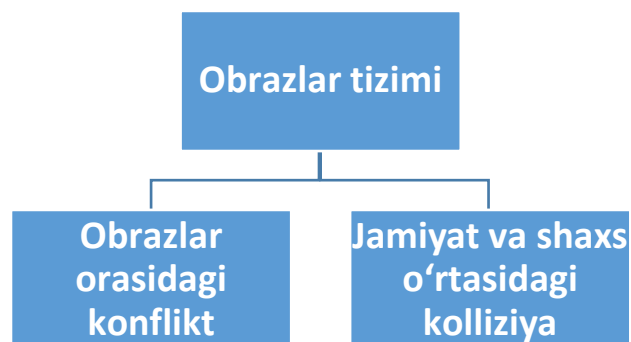 Obrazlar tizimi
Obrazlar
orasidagi
konflikt
Jamiyat va shaxs
o‘rtasidagi
kolliziya